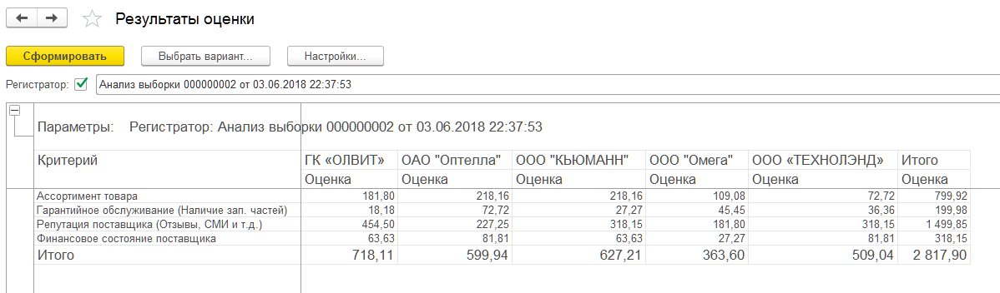 Результаты оценки
Сформировать Выбрать вариант... Настройки...
Регистратор: Анализ выборки 000000002 от 03.06.2018 22:37:53
Параметры: Регистратор: Анализ выборки 000000002 от 03.06.2018 22:37:53
Критерий ГК «ОЛВИТ» ОАО "Оптелла" ООО "КЬЮМАНН" ООО "Омега" ООО «ТЕХНОЛЭНД» Итого
Оценка Оценка Оценка Оценка Оценка Оценка
Ассортимент товара 181,80 218,16 218,16 109,08 72,72 799,92
Гарантийное обслуживание (Наличие зап. частей) 18,18 72,72 27,27 45,45 36,36 199,98
Репутация поставщика (Отзывы, СМИ и т.д.) 454,50 227,25 318,15 181,80 318,15 1 499,85
Финансовое состояние поставщика 63,63 81,81 63,63 27,27 81,81 318,15
Итого 718,11 599,94 627,21 363,60 509,04 2 817,90